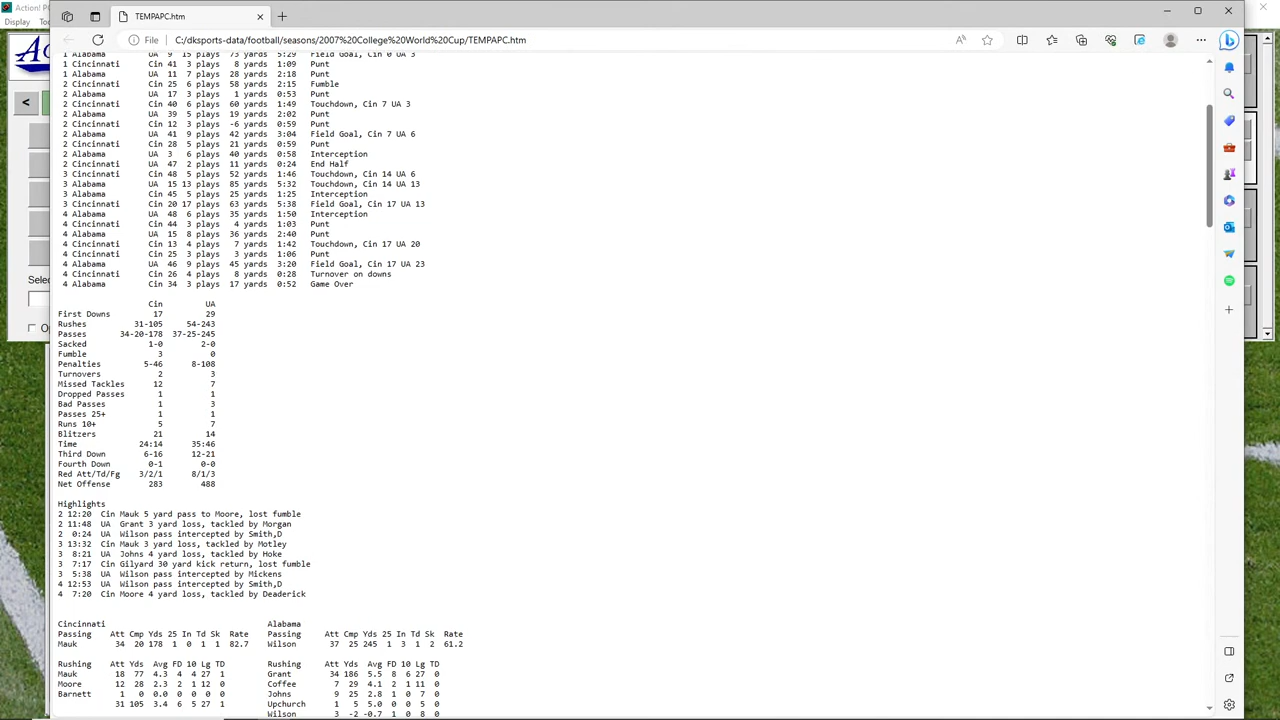 Action! P
Display Too
TEMPAPC.htm
File C:/dksports-data/football/seasons/2007%20College%20World%20Cup/TEMPAPC.htm
Ac
<
Selec
O
1 Alabama UA 9 15 plays 73 yards 5:29 Field Goal, Cin 0 UA 3
1 Cincinnati Cin 41 3 plays 8 yards 1:09 Punt
1 Alabama UA 11 7 plays 28 yards 2:18 Punt
2 Cincinnati Cin 25 6 plays 58 yards 2:15 Fumble
2 Alabama UA 17 3 plays 1 yards 0:53 Punt
2 Cincinnati Cin 40 6 plays 60 yards 1:49 Touchdown, Cin 7 UA 3
2 Alabama UA 39 5 plays 19 yards 2:02 Punt
2 Cincinnati Cin 12 3 plays -6 yards 0:59 Punt
2 Alabama UA 41 9 plays 42 yards 3:04 Field Goal, Cin 7 UA 6
2 Cincinnati Cin 28 5 plays 21 yards 0:59 Punt
2 Alabama UA 3 6 plays 40 yards 0:58 Interception
2 Cincinnati UA 47 2 plays 11 yards 0:24 End Half
3 Cincinnati Cin 48 5 plays 52 yards 1:46 Touchdown, Cin 14 UA 6
3 Alabama UA 15 13 plays 85 yards 5:32 Touchdown, Cin 14 UA 13
3 Alabama Cin 45 5 plays 25 yards 1:25 Interception
3 Cincinnati Cin 20 17 plays 63 yards 5:38 Field Goal, Cin 17 UA 13
4 Alabama UA 48 6 plays 35 yards 1:50 Interception
4 Cincinnati Cin 44 3 plays 4 yards 1:03 Punt
4 Alabama UA 15 8 plays 36 yards 2:40 Punt
4 Cincinnati Cin 13 4 plays 7 yards 1:42 Touchdown, Cin 17 UA 20
4 Cincinnati Cin 25 3 plays 3 yards 1:06 Punt
4 Alabama UA 46 9 plays 45 yards 3:20 Field Goal, Cin 17 UA 23
4 Cincinnati Cin 26 4 plays 8 yards 0:28 Turnover on downs
4 Alabama Cin 34 3 plays 17 yards 0:52 Game Over
Cin UA
First Downs 17 29
Rushes 31-105 54-243
Passes 34-20-178 37-25-245
Sacked 1-0 2-0
Fumble 3 0
Penalties 5-46 8-108
Turnovers 2 3
Missed Tackles 12 7
Dropped Passes 1 1
Bad Passes 1 3
Passes 25+ 1 1
Runs 10+ 5 7
Blitzers 21 14
Time 24:14 35:46
Third Down 6-16 12-21
Fourth Down 0-1 0-0
Red Att/Td/Fg 3/2/1 8/1/3
Net Offense 283 488
Highlights
2 12:20 Cin Mauk 5 yard pass to Moore, lost fumble
2 11:48 UA Grant 3 yard loss, tackled by Morgan
2 0:24 UA Wilson pass intercepted by Smith,D
3 13:32 Cin Mauk 3 yard loss, tackled by Motley
3 8:21 UA Johns 4 yard loss, tackled by Hoke
3 7:17 Cin Gilyard 30 yard kick return, lost fumble
3 5:38 UA Wilson pass intercepted by Mickens
4 12:53 UA Wilson pass intercepted by Smith,D
4 7:20 Cin Moore 4 yard loss, tackled by Deaderick
Cincinnati Alabama
Passing Att Cmp Yds 25 In Td Sk Rate Passing Att Cmp Yds 25 In Td Sk Rate
Mauk 34 20 178 1 0 1 1 82.7 Wilson 37 25 245 1 3 1 2 61.2
Rushing Att Yds Avg FD 10 Lg TD Rushing Att Yds Avg FD 10 Lg TD
Mauk 18 77 4.3 4 4 27 1 Grant 34 186 5.5 8 6 27 0
Moore 12 28 2.3 2 1 12 0 Coffee 7 29 4.1 2 1 11 0
Barnett 1 0 0.0 0 0 0 0 Johns 9 25 2.8 1 0 7 0
31 105 3.4 6 5 27 1 Upchurch 1 5 5.0 0 0 5 0
Wilson 3 -2 -0.7 1 0 8 0